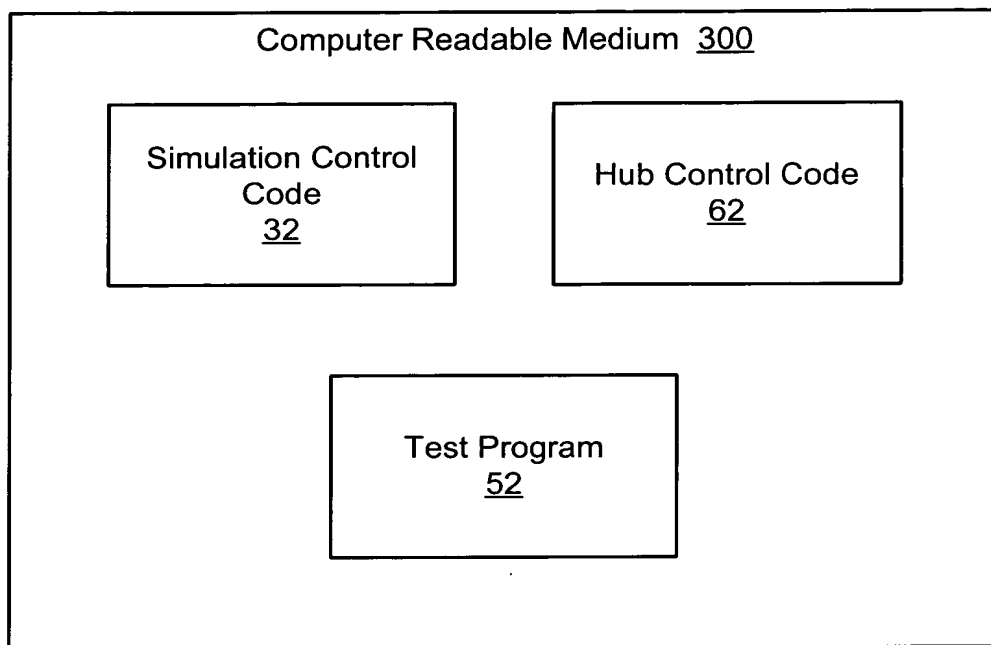 Computer Readable Medium 300
Simulation Control
Code
32
Hub Control Code
62
Test Program
52